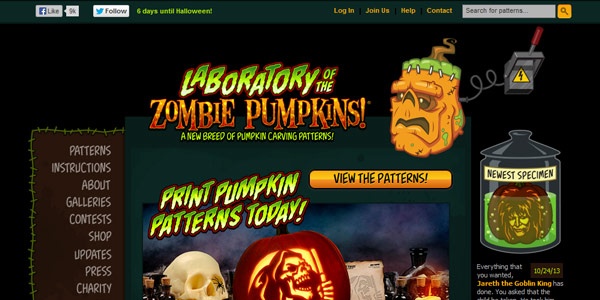 Like 9k Follow 6 days until Halloween! Log In | Join Us | Help | Contact Search for patterns...
LABORATORY OF THE
ZOMBIE PUMPKINS!
A NEW BREED OF PUMPKIN CARVING PATTERNS!
PATTERNS
INSTRUCTIONS
ABOUT
GALLERIES
CONTESTS
SHOP
UPDATES
PRESS
CHARITY
PRINT PUMPKIN
PATTERNS TODAY!
VIEW THE PATTERNS!
NEWEST SPECIMEN
Everything that
you wanted, 10/24/13
Jareth the Goblin King has
done. You asked that the